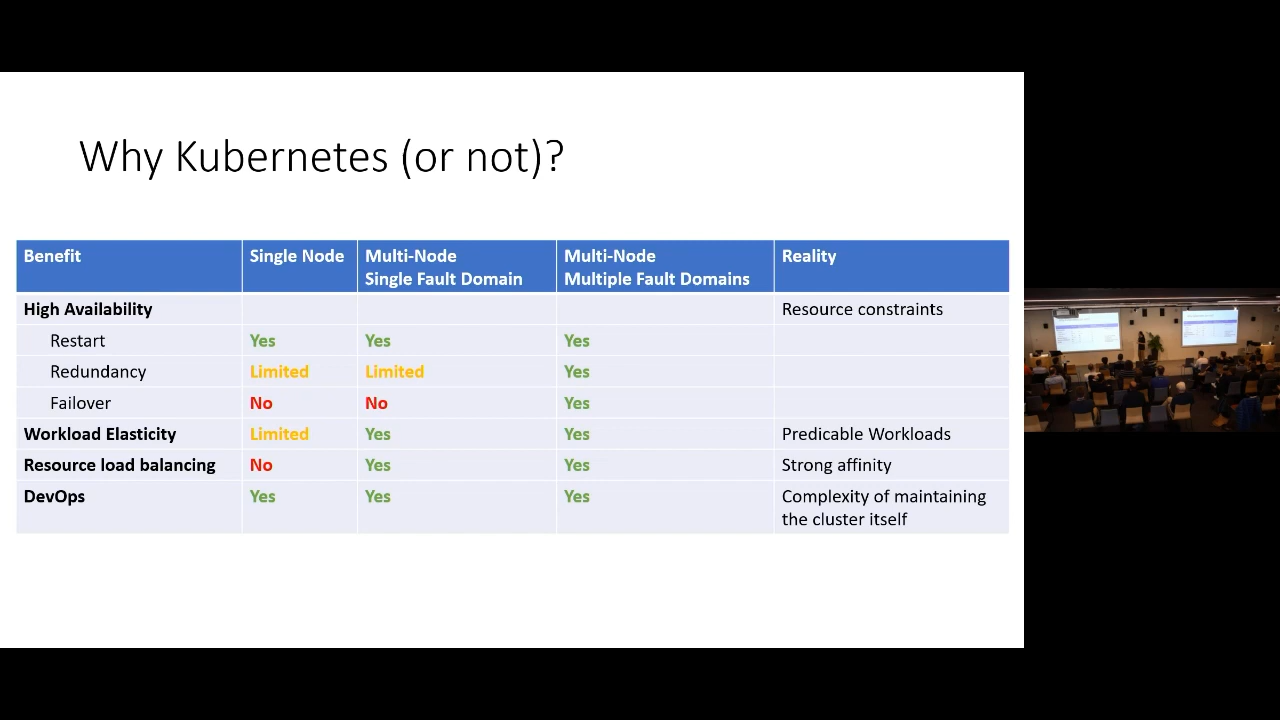 Why Kubernetes (or not)?
Benefit Single Node Multi-Node Single Fault Domain Multi-Node Multiple Fault Domains Reality
High Availability Resource constraints
Restart Yes Yes Yes
Redundancy Limited Limited Yes
Failover No No Yes
Workload Elasticity Limited Yes Yes Predicable Workloads
Resource load balancing No Yes Yes Strong affinity
DevOps Yes Yes Yes Complexity of maintaining
the cluster itself